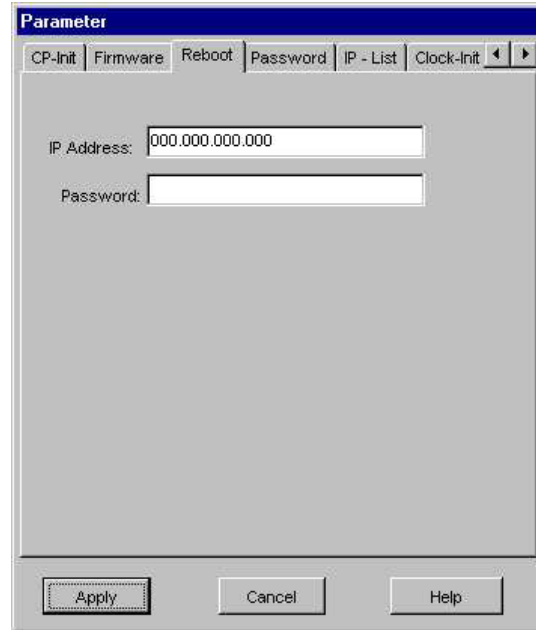 Parameter
CP-Init Firmware Reboot Password IP - List Clock-Init
IP Address: 000.000.000.000
Password:
Apply Cancel Help